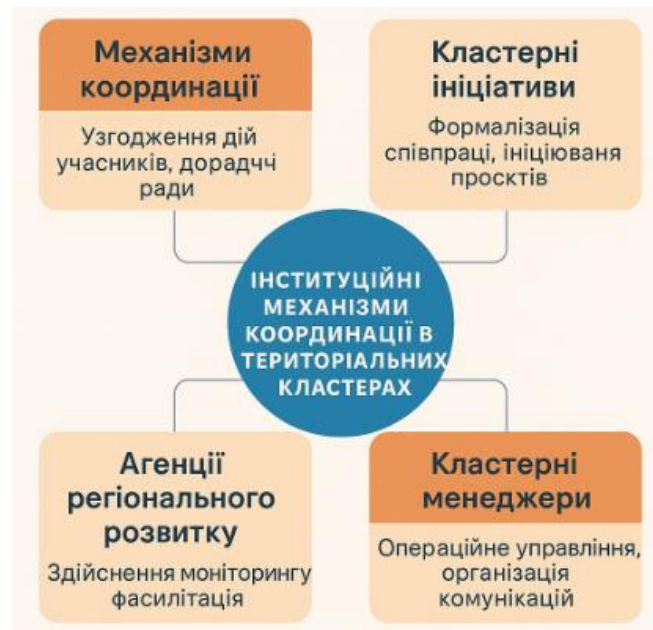 Механізми
координації
Узгодження дій
учасників, дорадчі
ради
Кластерні
ініціативи
Формалізація
співпраці, ініціюваня
проєктів
ІНСТИТУЦІЙНІ
МЕХАНІЗМИ
КООРДИНАЦІЇ В
ТЕРИТОРІАЛЬНИХ
КЛАСТЕРАХ
Агенції
регіонального
розвитку
Здійснення моніторингу
фасилітація
Кластерні
менеджери
Операційне управління,
організація
комунікацій